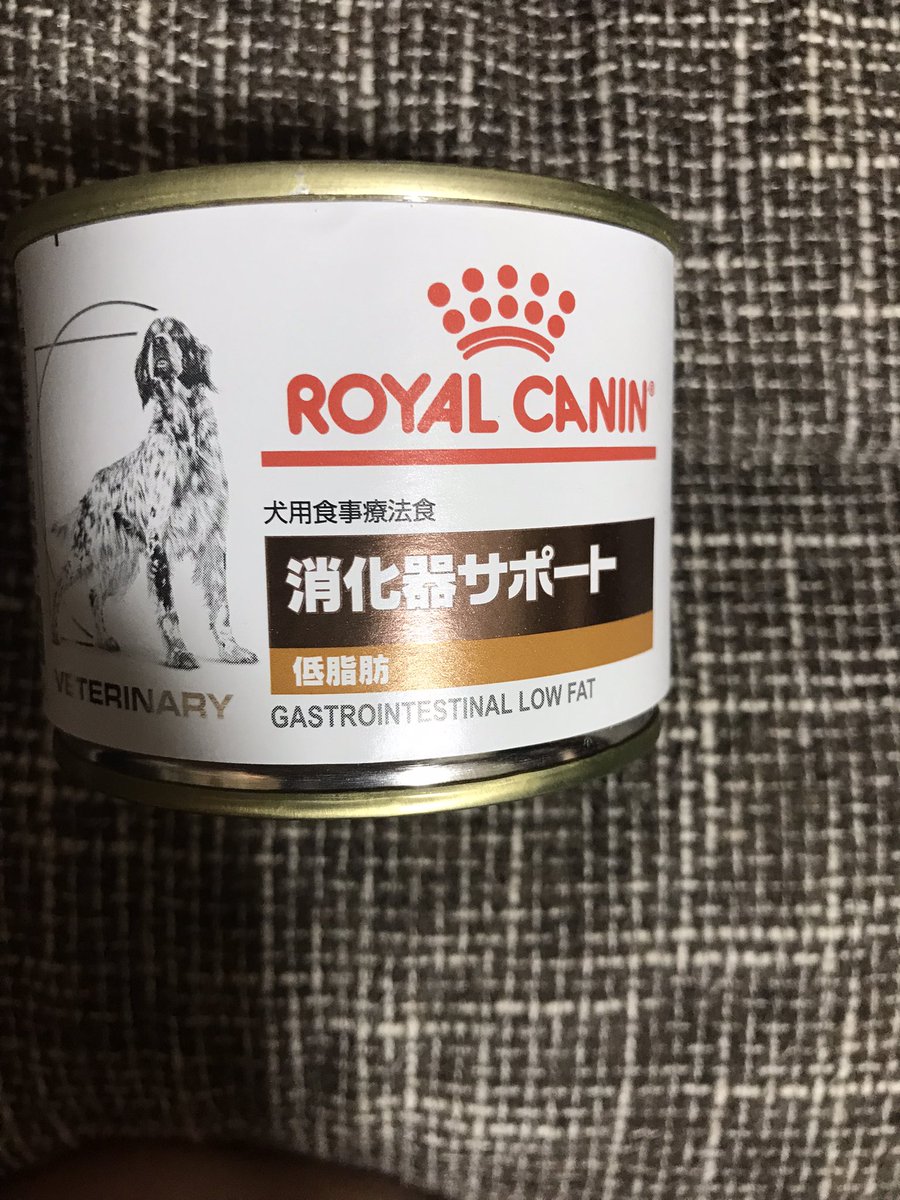 ROYAL CANIN®
犬用食事療法食
消化器サポート
低脂肪
VETERINARY
GASTROINTESTINAL LOW FAT